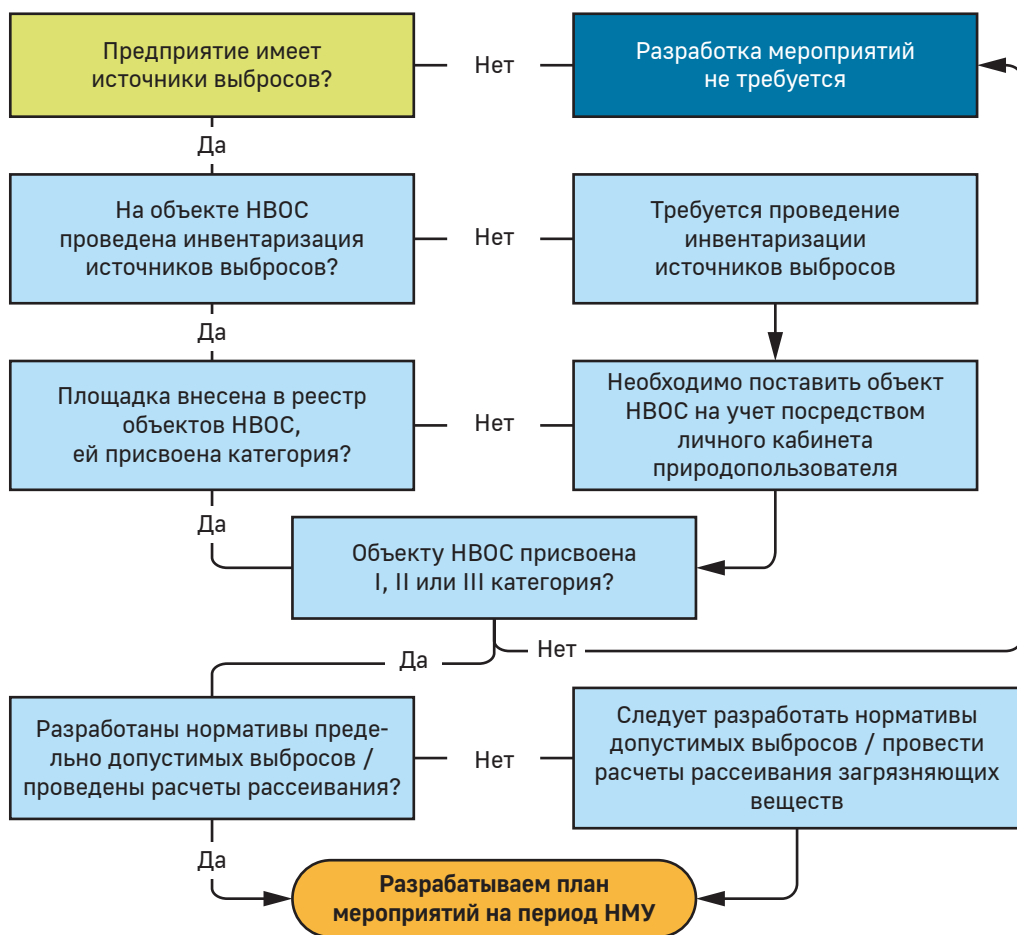 Предприятие имеет
источники выбросов?
Нет
Разработка мероприятий
не требуется
Да
На объекте НВОС
проведена инвентаризация
источников выбросов?
Нет
Требуется проведение
инвентаризации
источников выбросов
Да
Площадка внесена в реестр
объектов НВОС,
ей присвоена категория?
Нет
Необходимо поставить объект
НВОС на учет посредством
личного кабинета
природопользователя
Да
Объекту НВОС присвоена
I, II или III категория?
Да
Нет
Разработаны нормативы преде-
льно допустимых выбросов /
проведены расчеты рассеивания?
Нет
Следует разработать нормативы
допустимых выбросов / провести
расчеты рассеивания загрязняющих
веществ
Да
Разрабатываем план
мероприятий на период НМУ